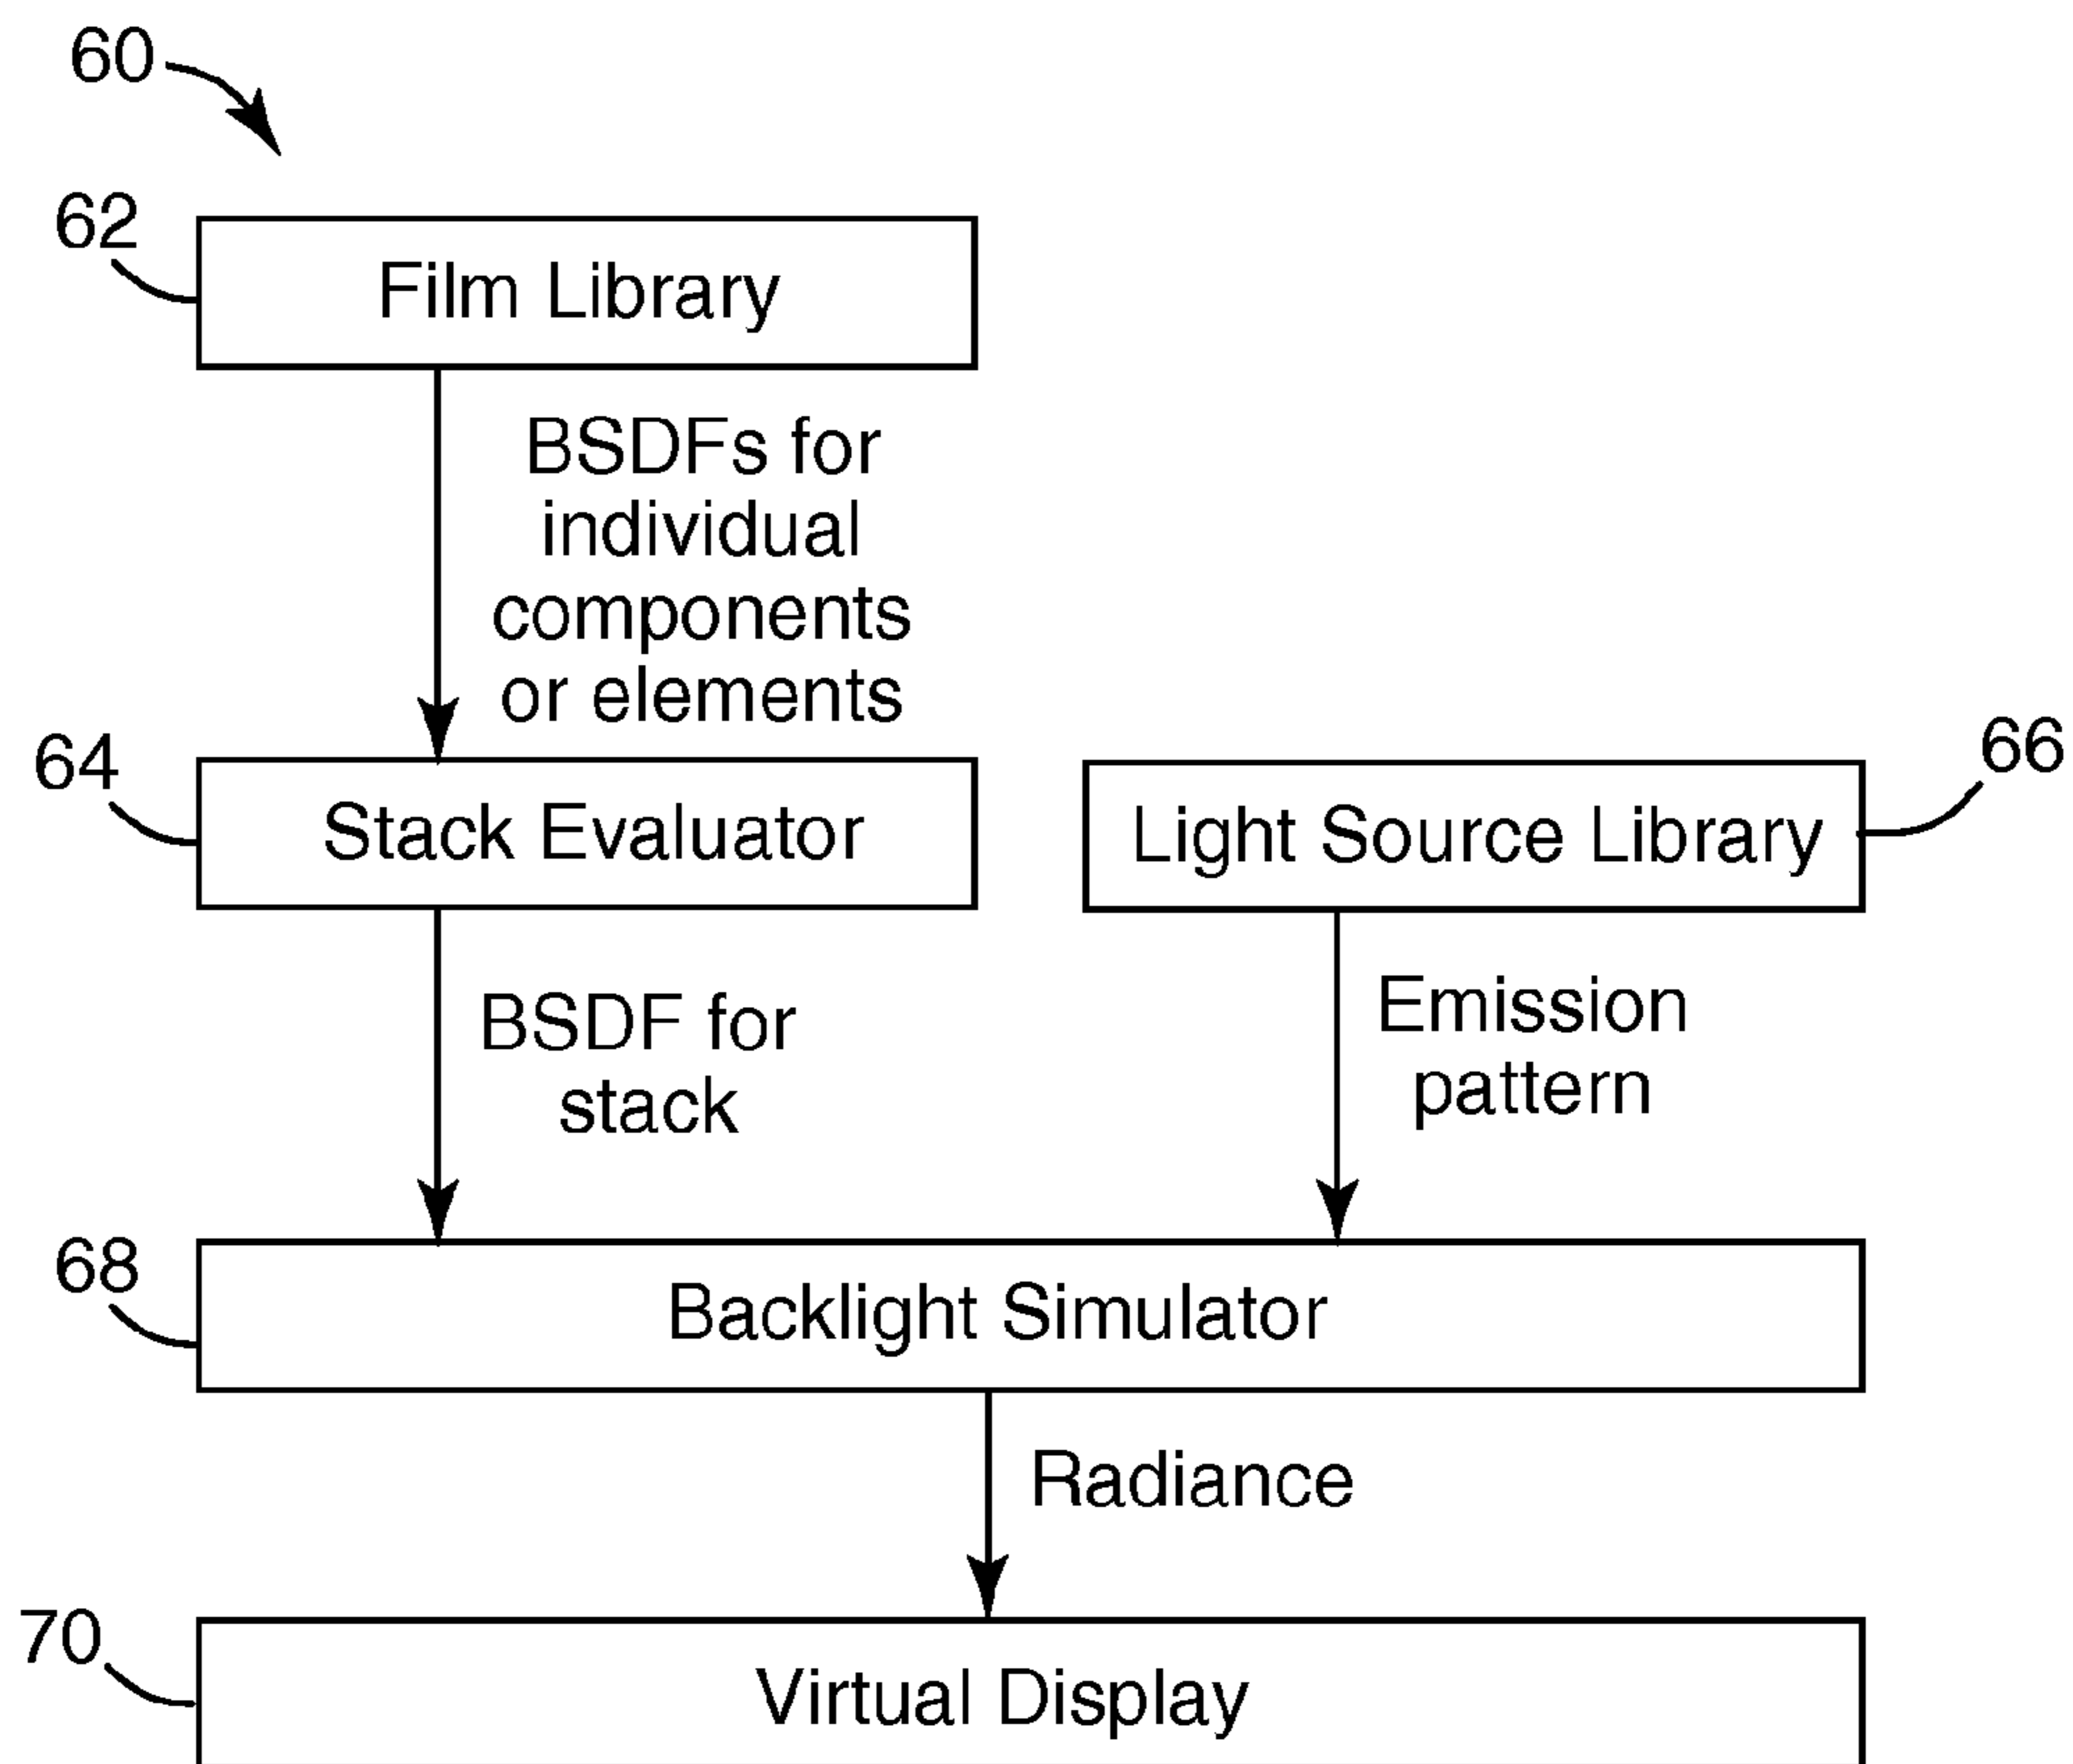 60
62
Film Library
BSDFs for
individual
components
or elements
64
Stack Evaluator
66
Light Source Library
BSDF for
stack
Emission
pattern
68
Backlight Simulator
Radiance
70
Virtual Display